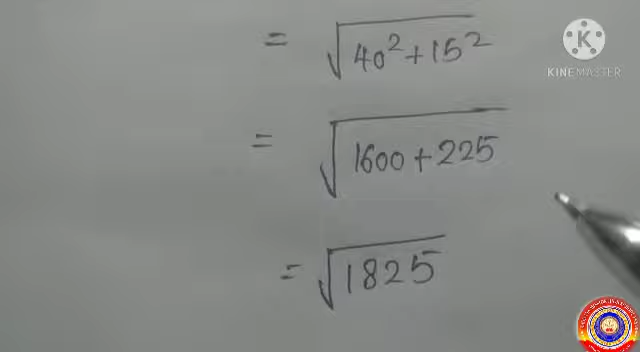 KINEMASTER
= √40² + 15²
= √1600 + 225
= √1825